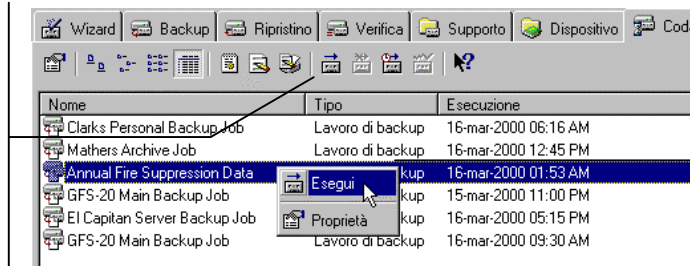 Wizard Backup Ripristino Verifica Supporto Dispositivo Coda
Nome Tipo Esecuzione
Clarks Personal Backup Job Lavoro di backup 16-mar-2000 06:16 AM
Mathers Archive Job Lavoro di backup 16-mar-2000 12:45 PM
Annual Fire Suppression Data kup 16-mar-2000 01:53 AM
Esegui
GFS-20 Main Backup Job kup 15-mar-2000 11:00 PM
Proprietà
El Capitan Server Backup Job kup 16-mar-2000 05:15 PM
GFS-20 Main Backup Job Lavoro di backup 16-mar-2000 09:30 AM